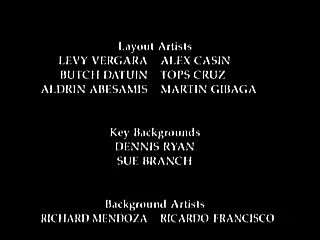 Layout Artists
LEVY VERGARA ALEX CASIN
BUTCH DATUIN TOPS CRUZ
ALDRIN ABESAMIS MARTIN GIBAGA
Key Backgrounds
DENNIS RYAN
SUE BRANCH
Background Artists
RICHARD MENDOZA RICARDO FRANCISCO